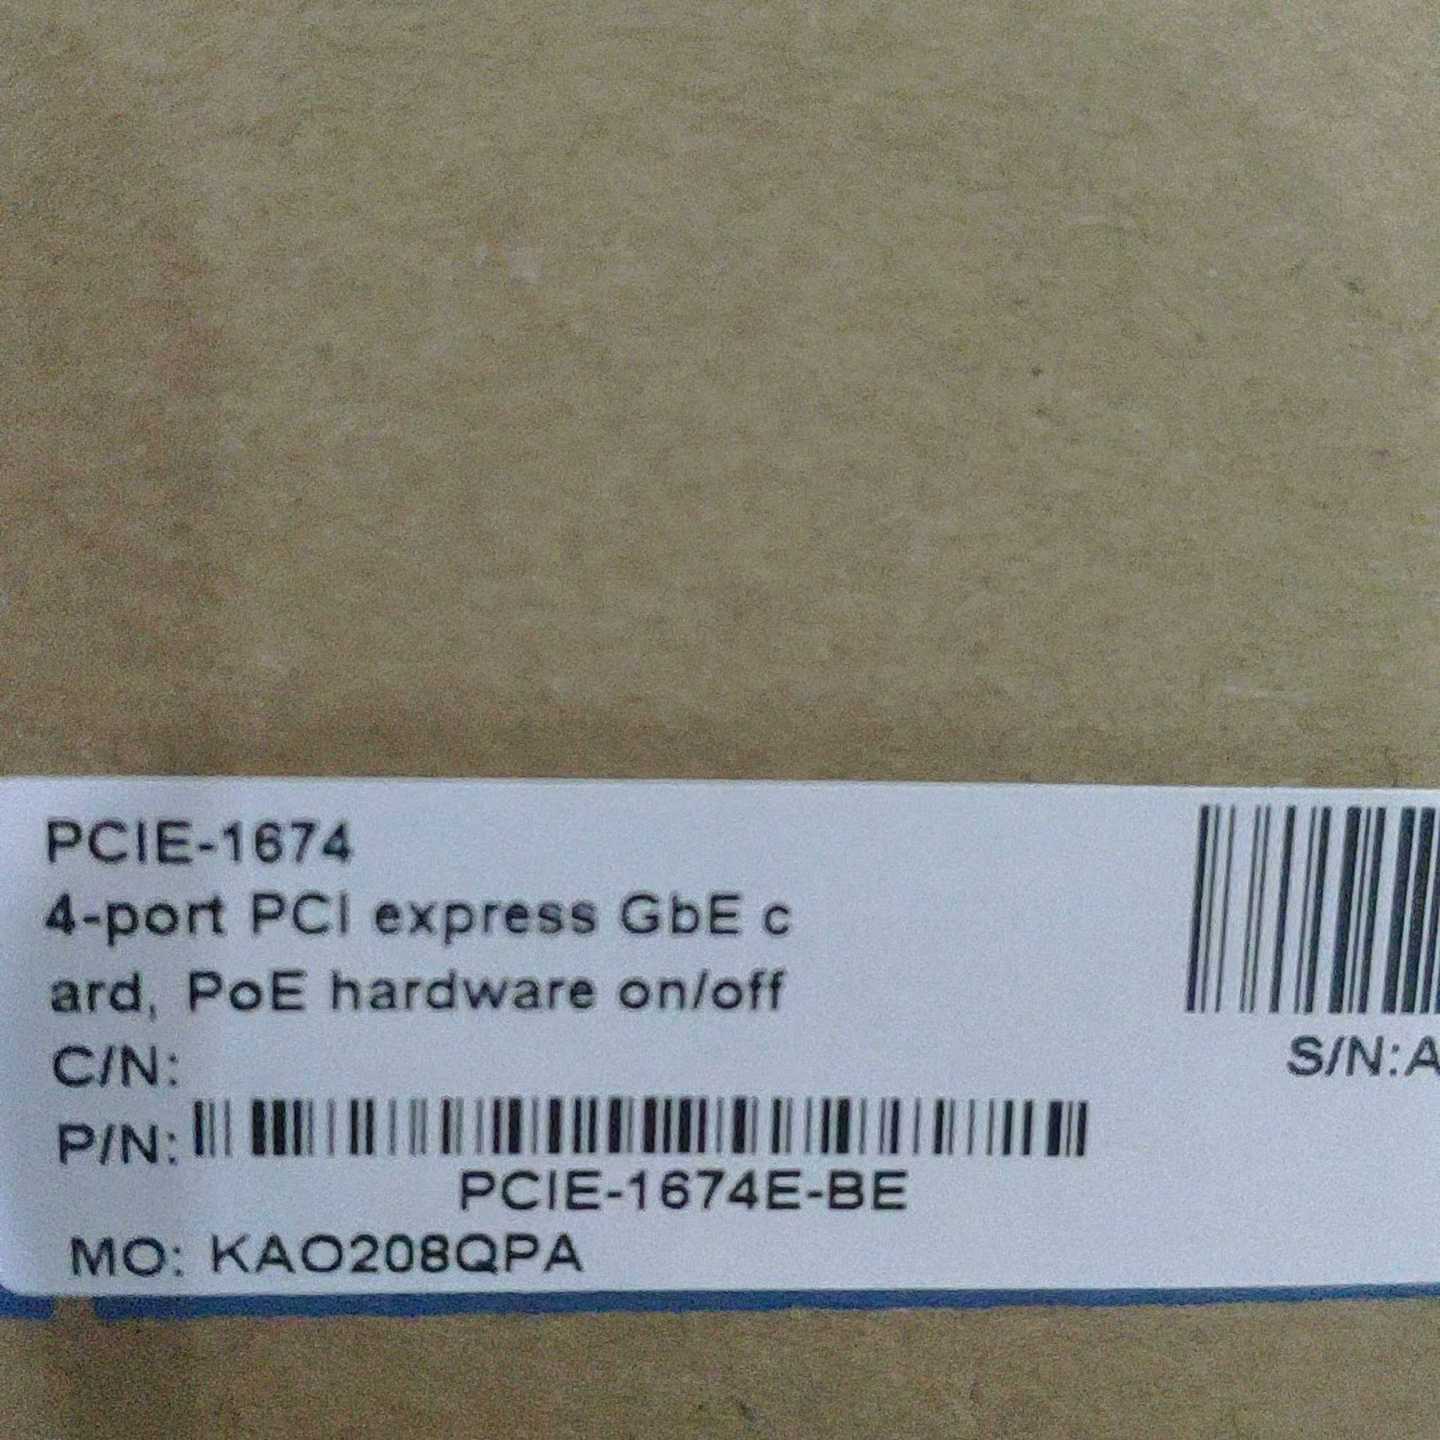 PCIE-1674
4-port PCI express GbE c
ard, PoE hardware on/off
C/N:
P/N:
PCIE-1674E-BE
MO: KAO208QPA
S/N:A